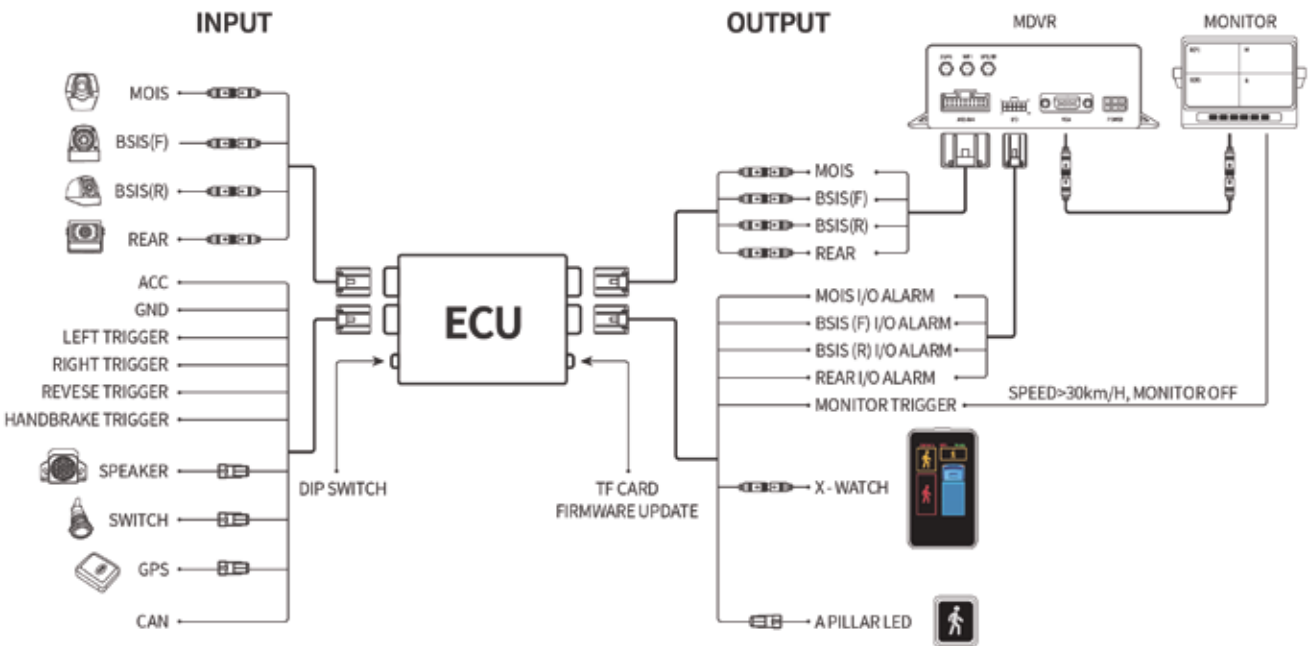 INPUT
OUTPUT
MDVR
MONITOR
MOIS
BSIS(F)
BSIS(R)
REAR
ACC
GND
LEFT TRIGGER
RIGHT TRIGGER
REVESE TRIGGER
HANDBRAKE TRIGGER
SPEAKER
SWITCH
GPS
CAN
ECU
DIP SWITCH
TF CARD
FIRMWARE UPDATE
MOIS
BSIS(F)
BSIS(R)
REAR
MOIS I/O ALARM
BSIS (F) I/O ALARM
BSIS (R) I/O ALARM
REAR I/O ALARM
MONITOR TRIGGER
SPEED>30km/H, MONITOR OFF
X - WATCH
A PILLAR LED